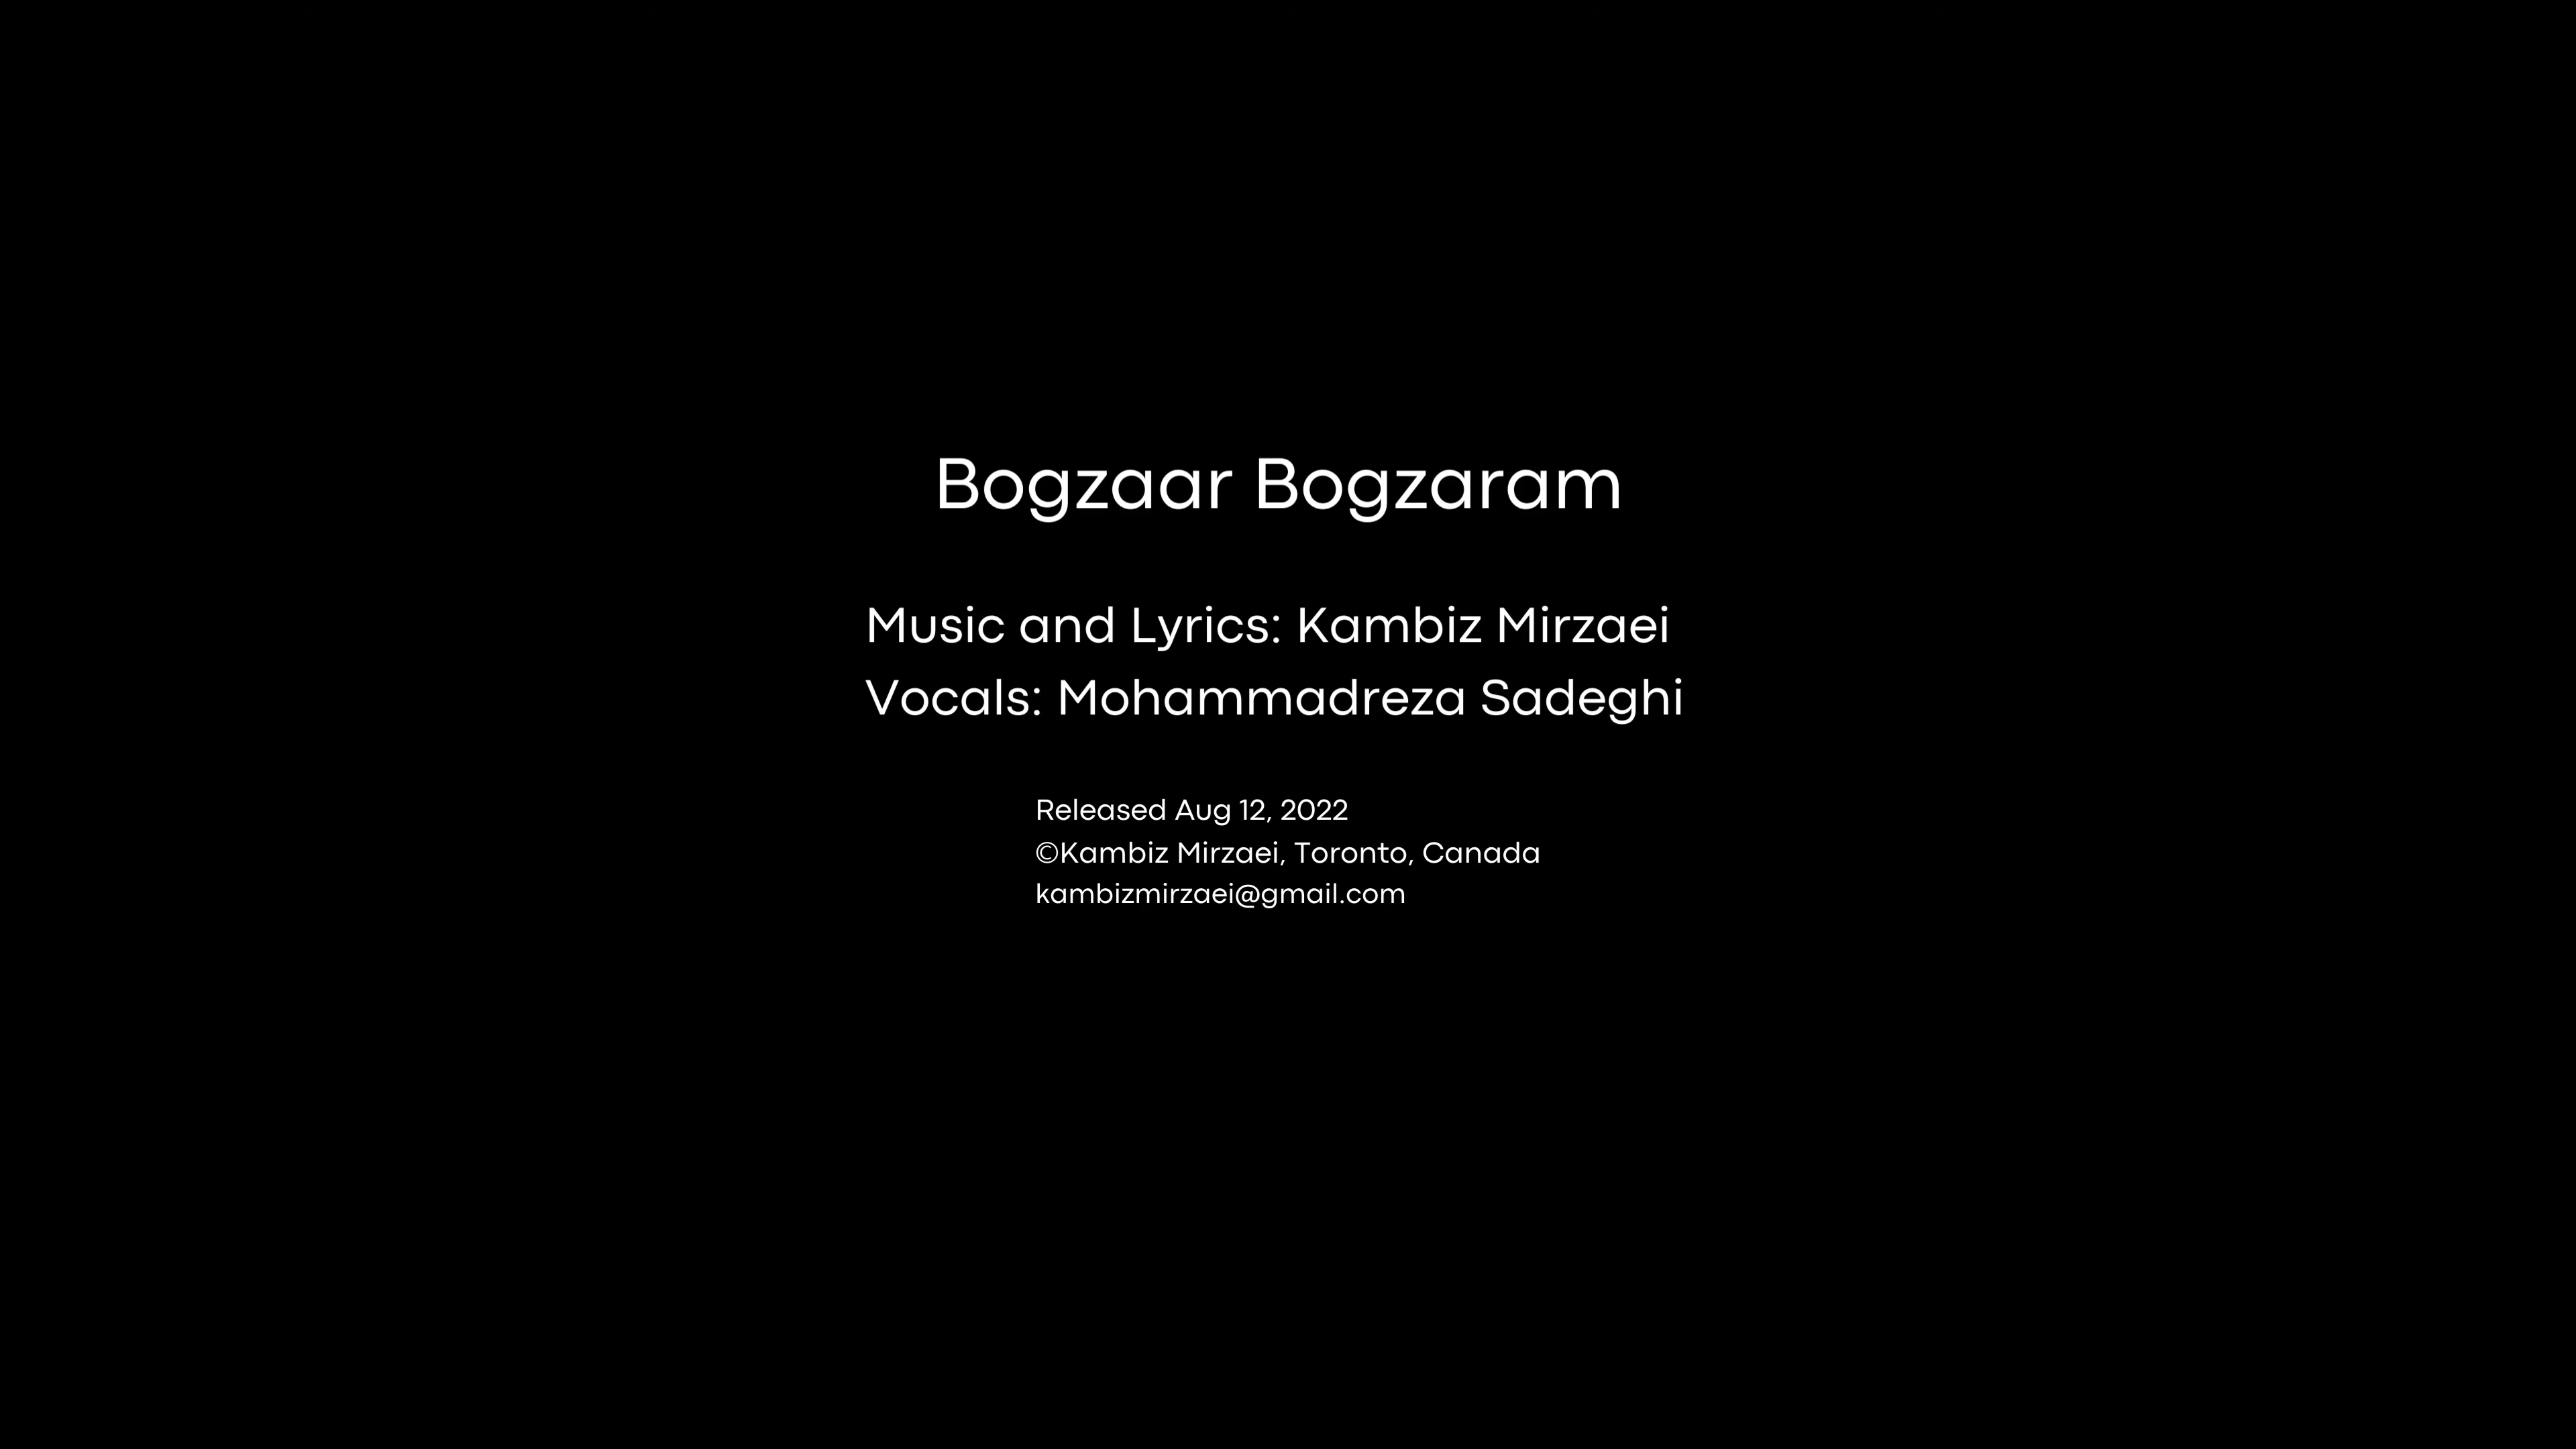 Bogzaar Bogzaram
Music and Lyrics: Kambiz Mirzaei
Vocals: Mohammadreza Sadeghi
Released Aug 12, 2022
©Kambiz Mirzaei, Toronto, Canada
kambizmirzaei@gmail.com